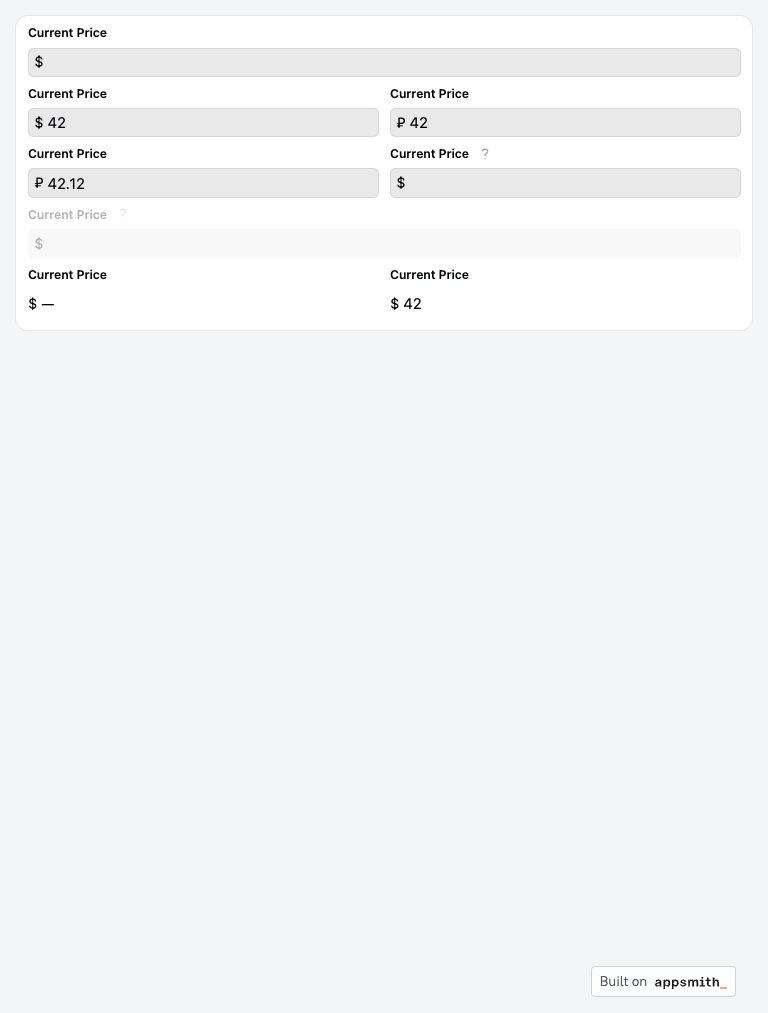 Current Price
$
Current Price Current Price
$ 42 ₽ 42
Current Price Current Price ?
₽ 42.12 $
Current Price ?
$
Current Price Current Price
$ — $ 42
Built on appsmith_